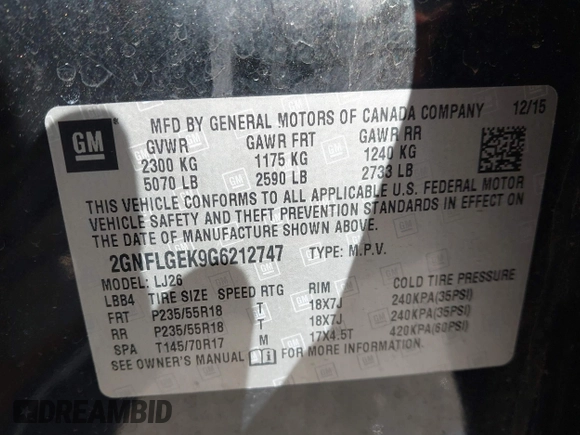 GM
MFD BY GENERAL MOTORS OF CANADA COMPANY 12/15
GVWR GAWR FRT GAWR RR
2300 KG 1175 KG 1240 KG
5070 LB 2590 LB 2733 LB
THIS VEHICLE CONFORMS TO ALL APPLICABLE U.S. FEDERAL MOTOR
VEHICLE SAFETY AND THEFT PREVENTION STANDARDS IN EFFECT ON
THE DATE OF MANUFACTURE SHOWN ABOVE.
2GNFLGEK9G6212747 TYPE: M.P.V.
MODEL: LJ26
LBB4 TIRE SIZE SPEED RTG RIM COLD TIRE PRESSURE
FRT P235/55R18 T 18X7J 240KPA(35PSI)
RR P235/55R18 T 18X7J 240KPA(35PSI)
SPA T145/70R17 M 17X4.5T 420KPA(60PSI)
SEE OWNER'S MANUAL FOR MORE INFORMATION.
DREAMBID